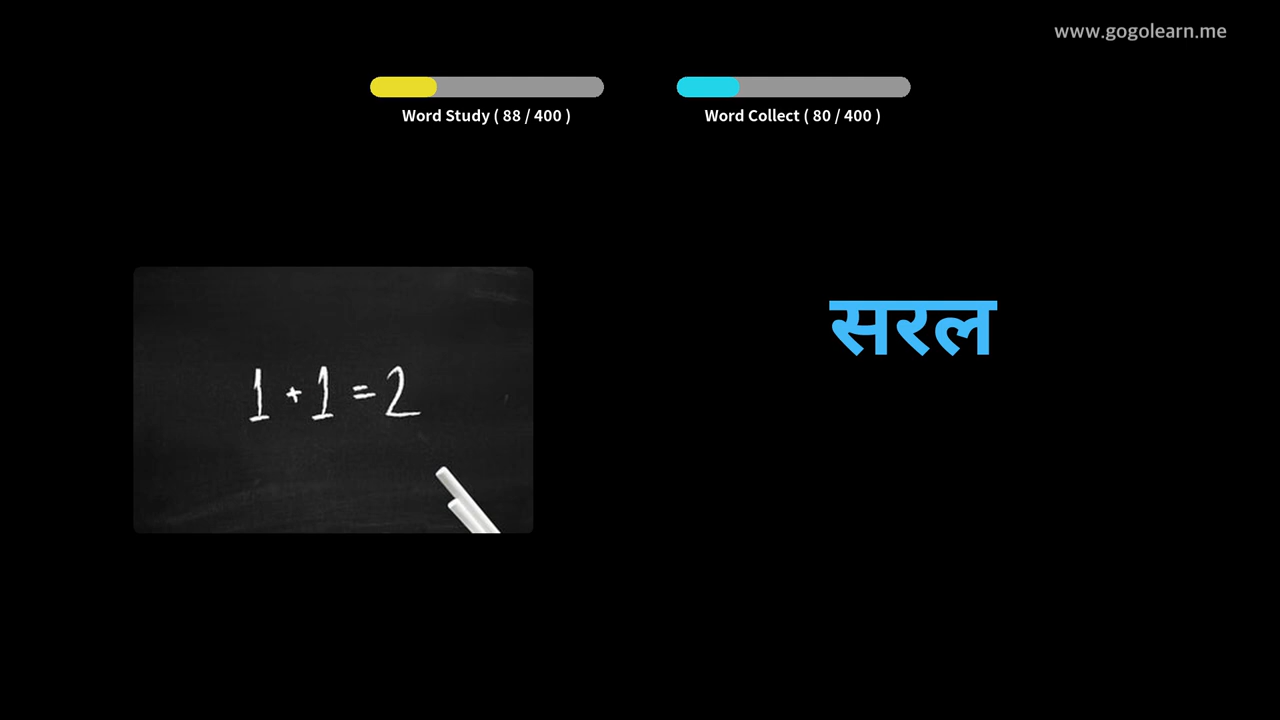 www.gogolearn.me
Word Study ( 88 / 400 )
Word Collect ( 80 / 400 )
सरल
1 + 1 = 2